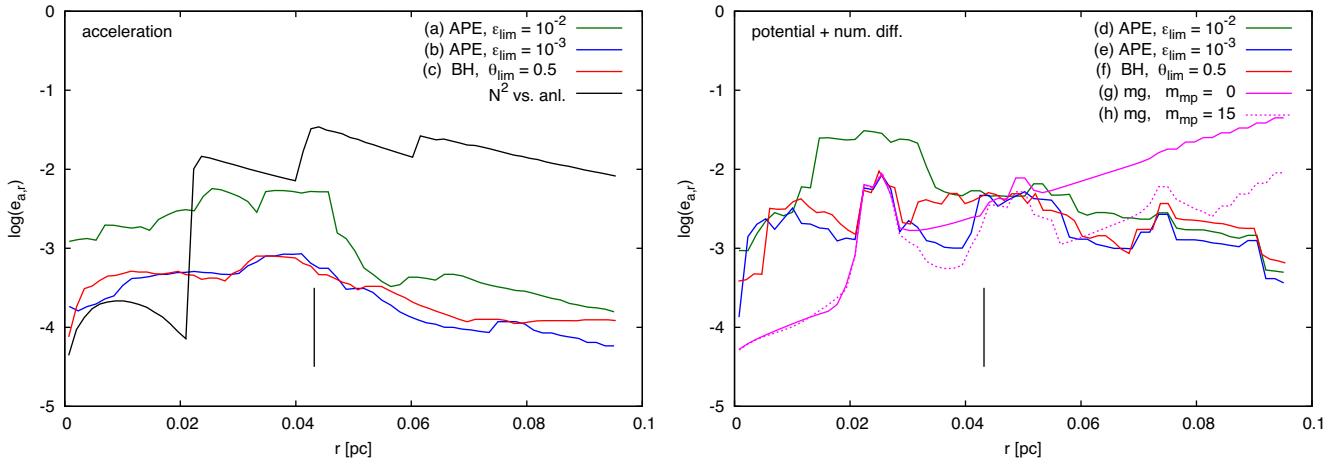 acceleration
(a) APE, ε_lim = 10^-2
(b) APE, ε_lim = 10^-3
(c) BH, θ_lim = 0.5
N^2 vs. anl.
log(e_a,r)
0
-1
-2
-3
-4
-5
0 0.02 0.04 0.06 0.08 0.1
r [pc]
potential + num. diff.
(d) APE, ε_lim = 10^-2
(e) APE, ε_lim = 10^-3
(f) BH, θ_lim = 0.5
(g) mg, m_mp = 0
(h) mg, m_mp = 15
log(e_a,r)
0
-1
-2
-3
-4
-5
0 0.02 0.04 0.06 0.08 0.1
r [pc]